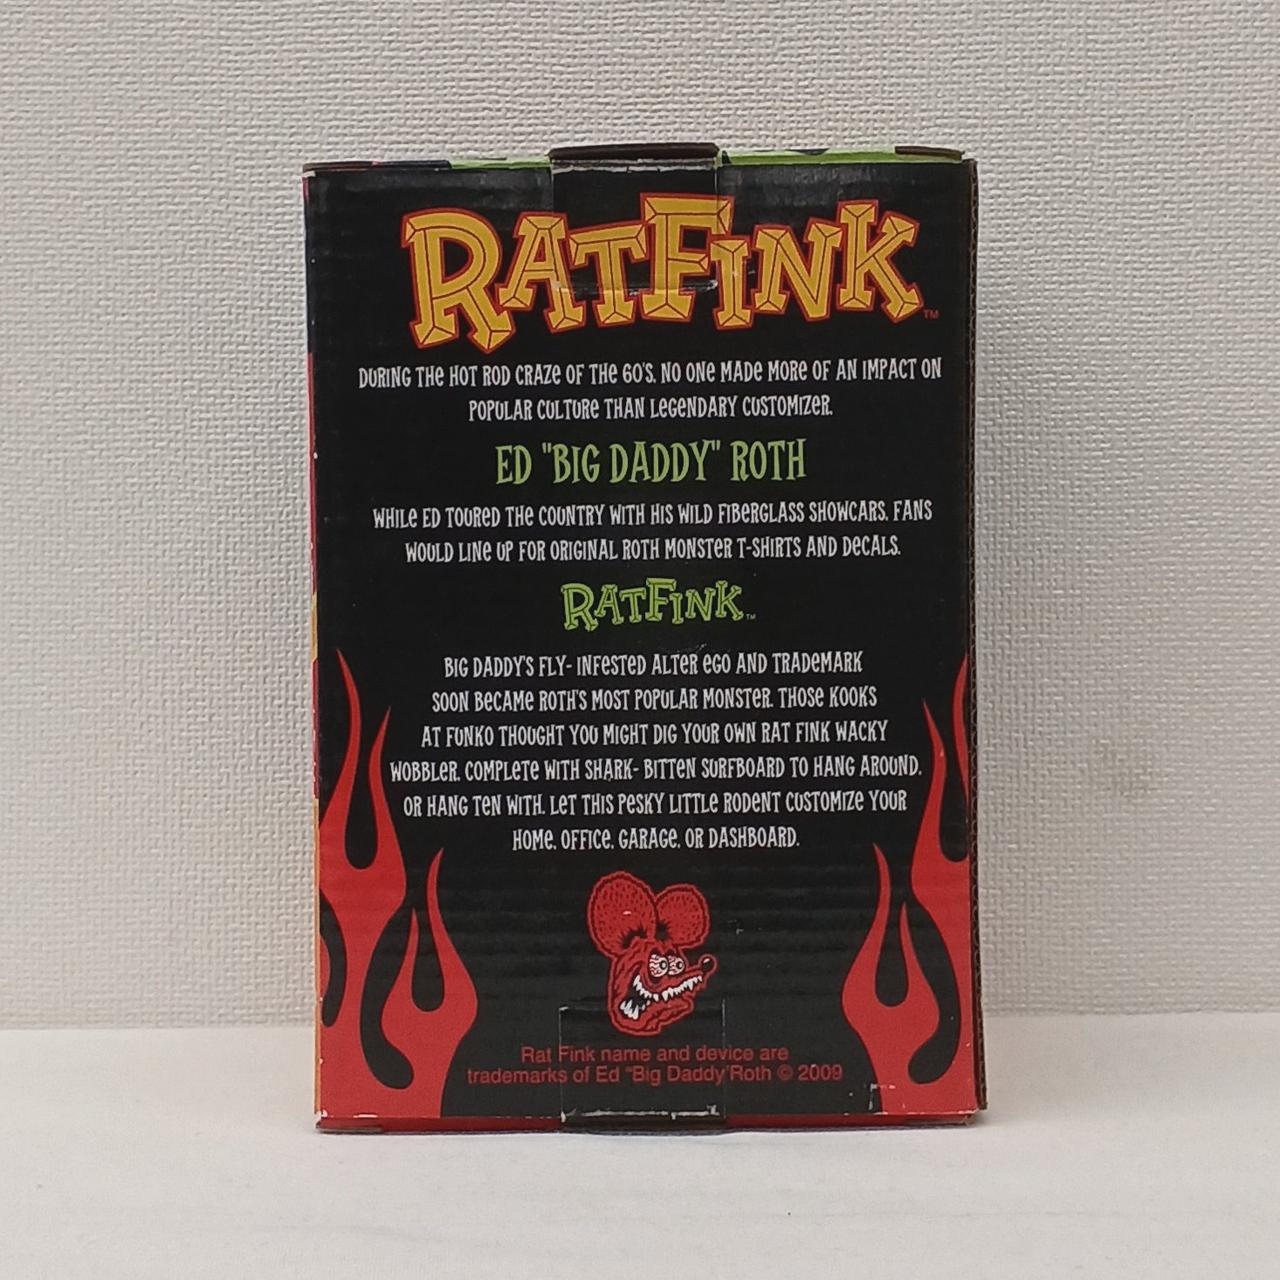 RATFINK™
DURING THE HOT ROD CRAZE OF THE 60'S, NO ONE MADE MORE OF AN IMPACT ON
POPULAR CULTURE THAN LEGENDARY CUSTOMIZER,
ED "BIG DADDY" ROTH
WHILE ED TOURED THE COUNTRY WITH HIS WILD FIBERGLASS SHOWCARS, FANS
WOULD LINE UP FOR ORIGINAL ROTH MONSTER T-SHIRTS AND DECALS.
RATFINK™
BIG DADDY'S FLY- INFESTED ALTER EGO AND TRADEMARK
SOON BECAME ROTH'S MOST POPULAR MONSTER. THOSE KOOKS
AT FUNKO THOUGHT YOU MIGHT DIG YOUR OWN RAT FINK WACKY
WOBBLER. COMPLETE WITH SHARK- BITTEN SURFBOARD TO HANG AROUND,
OR HANG TEN WITH. LET THIS PESKY LITTLE RODENT CUSTOMIZE YOUR
HOME, OFFICE, GARAGE, OR DASHBOARD.
Rat Fink name and device are
trademarks of Ed "Big Daddy'Roth © 2009